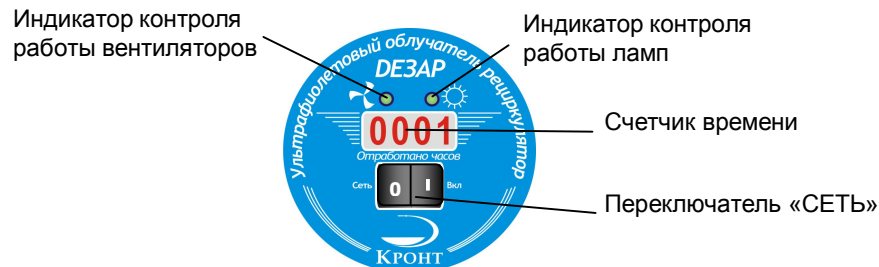 Индикатор контроля
работы вентиляторов
Индикатор контроля
работы ламп
Ультрафиолетовый облучатель рециркулятор
DEЗАР
0001
Отработано часов
Счетчик времени
Сеть 0 I Вкл
Переключатель «СЕТЬ»
КРОНТ